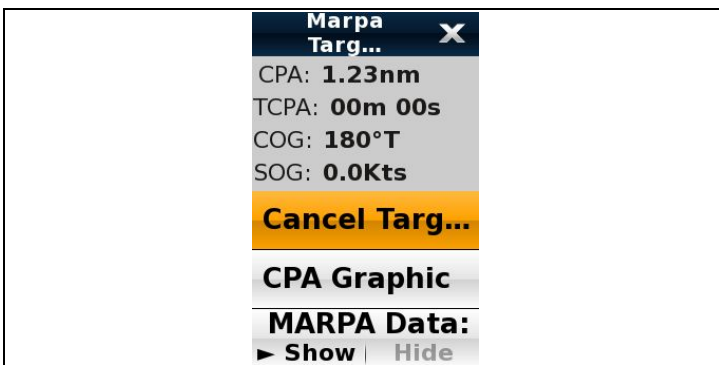 Marpa
Targ...
X
CPA: 1.23nm
TCPA: 00m 00s
COG: 180°T
SOG: 0.0Kts
Cancel Targ...
CPA Graphic
MARPA Data:
► Show Hide